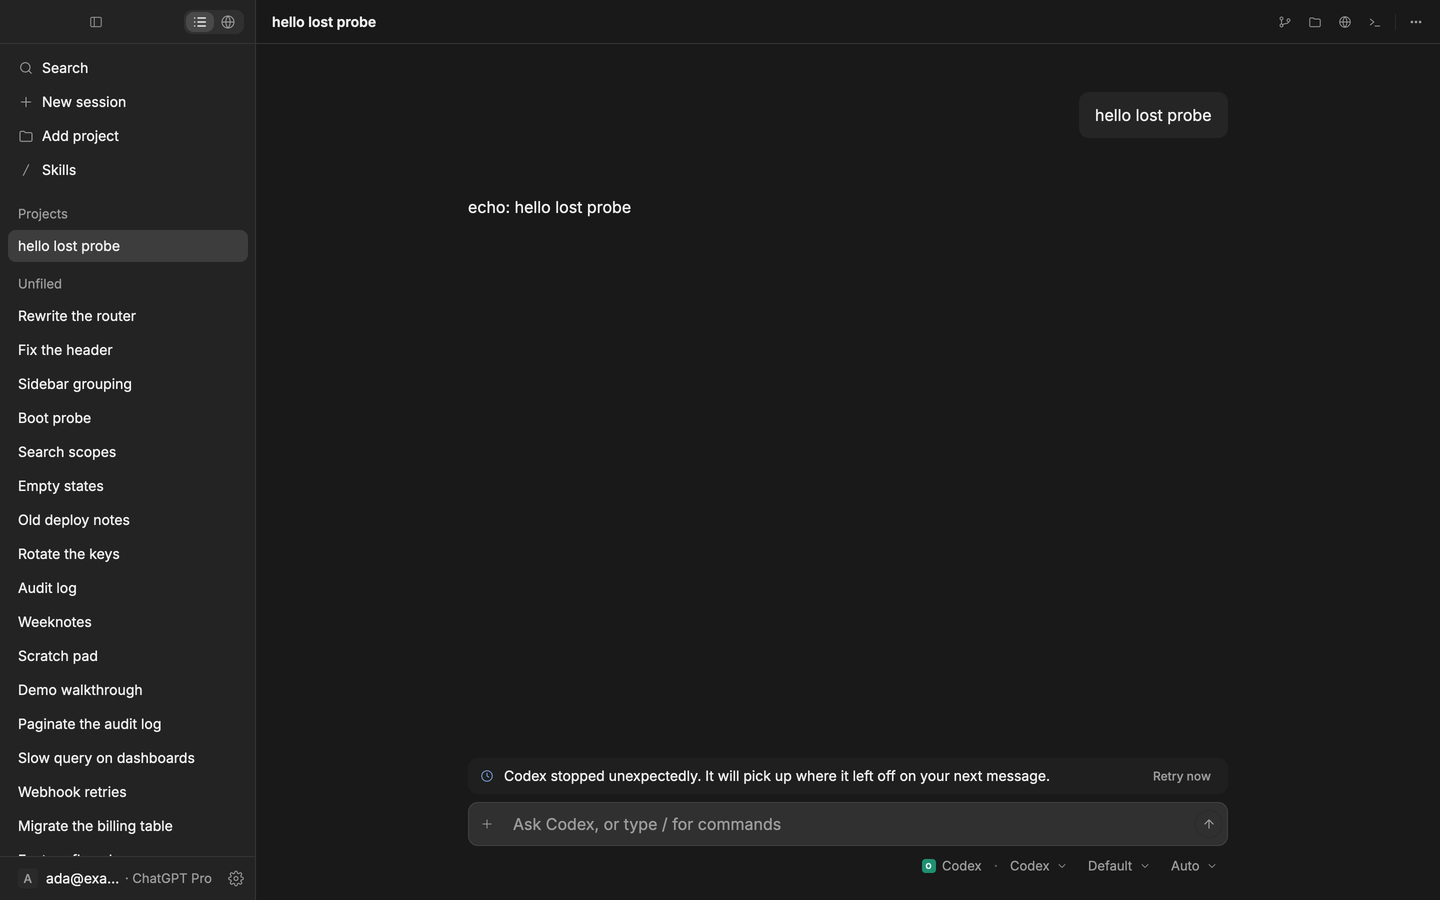 hello lost probe
Search
New session
Add project
Skills
Projects
hello lost probe
Unfiled
Rewrite the router
Fix the header
Sidebar grouping
Boot probe
Search scopes
Empty states
Old deploy notes
Rotate the keys
Audit log
Weeknotes
Scratch pad
Demo walkthrough
Paginate the audit log
Slow query on dashboards
Webhook retries
Migrate the billing table
A ada@exa... · ChatGPT Pro
hello lost probe
echo: hello lost probe
Codex stopped unexpectedly. It will pick up where it left off on your next message. Retry now
Ask Codex, or type / for commands
Codex · Codex Default Auto